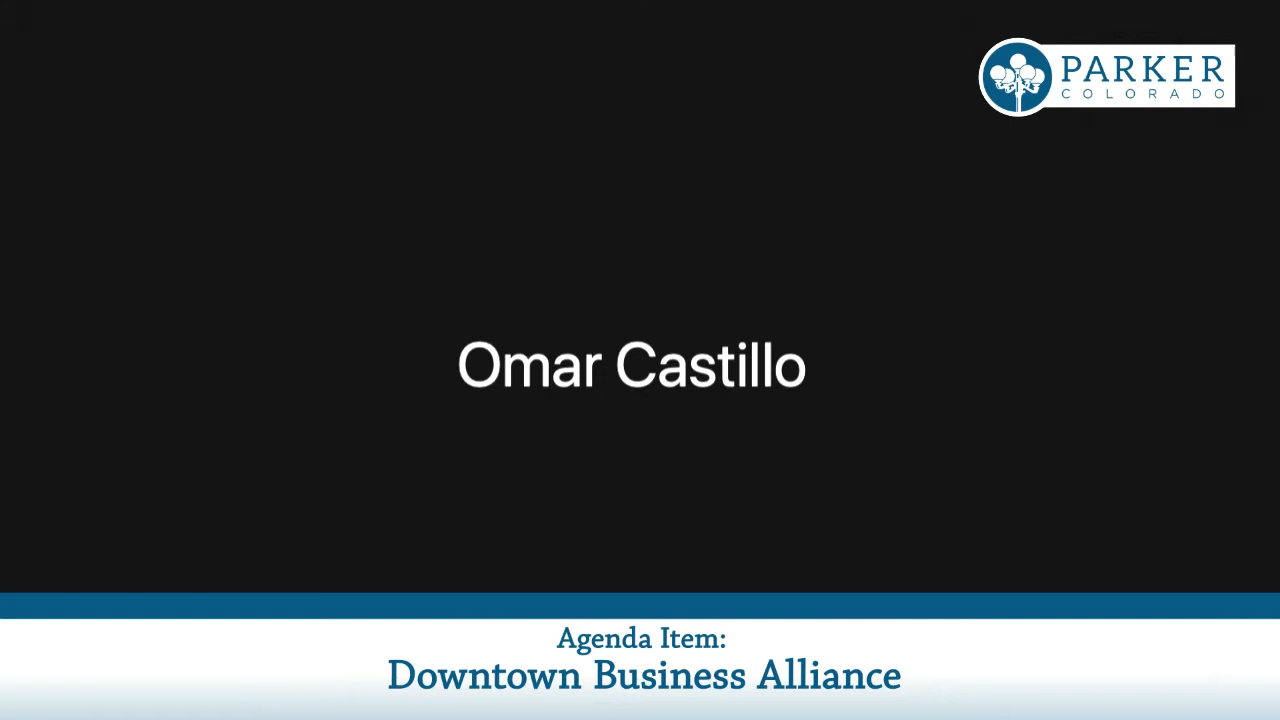 PARKER
COLORADO
Omar Castillo
Agenda Item:
Downtown Business Alliance